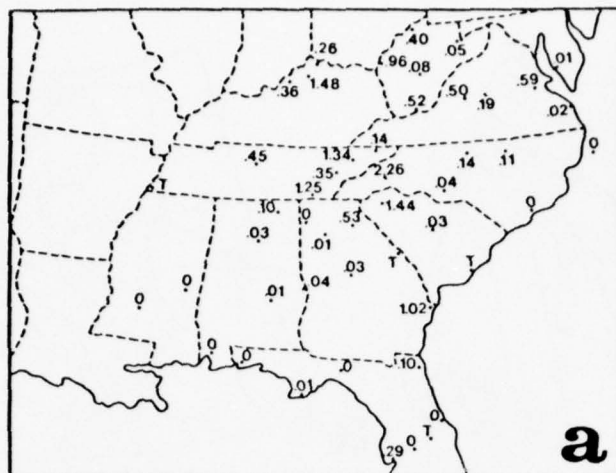 .40
.26 .05
.96 .08 .01
.36 1.48 .59
.52 .50 .19
.02
.14
.45 1.34 .14 .11 0
.35 2.26
T 1.25 .04
.10 0 .53 1.44 0
.03 .01 .03
T T
0 0 .04 .03
.01 1.02
0 0 0 .10
.01
0
T
0
.29
a